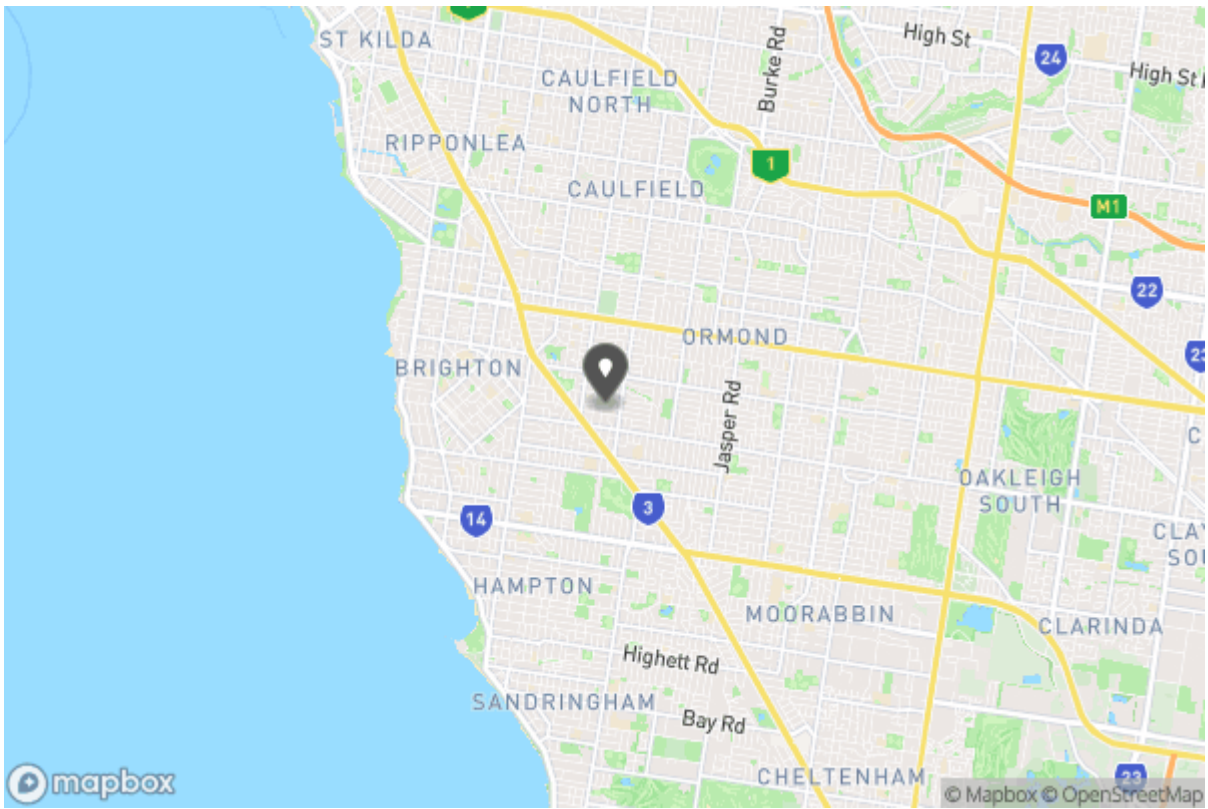 ST KILDA
High St
24
High St
Burke Rd
CAULFIELD
NORTH
RIPPONLEA
1
CAULFIELD
M1
22
ORMOND
23
BRIGHTON
Jasper Rd
C
OAKLEIGH
SOUTH
3
14
CLAY
SOU
HAMPTON
MOORABBIN
CLARINDA
Highett Rd
SANDRINGHAM
Bay Rd
CHELTENHAM
23
mapbox
© Mapbox © OpenStreetMap